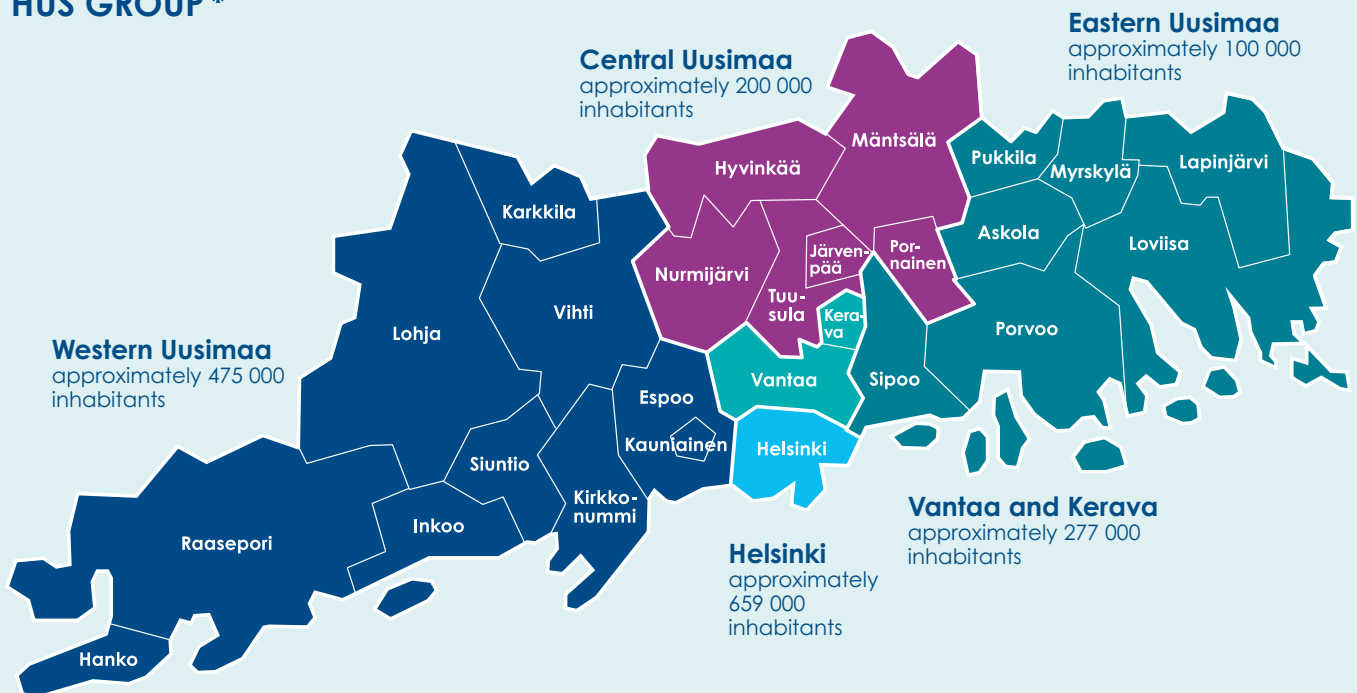 HUS GROUP*
Eastern Uusimaa
approximately 100 000
inhabitants
Central Uusimaa
approximately 200 000
inhabitants
Mäntsälä
Pukkila
Myrskylä
Lapinjärvi
Hyvinkää
Karkkila
Askola
Loviisa
Järven-
pää
Por-
nainen
Nurmijärvi
Tuu-
sula
Kera-
va
Vihti
Lohja
Porvoo
Western Uusimaa
approximately 475 000
inhabitants
Vantaa
Sipoo
Espoo
Kauniainen
Helsinki
Siuntio
Kirkko-
nummi
Inkoo
Raasepori
Hanko
Vantaa and Kerava
approximately 277 000
inhabitants
Helsinki
approximately
659 000
inhabitants